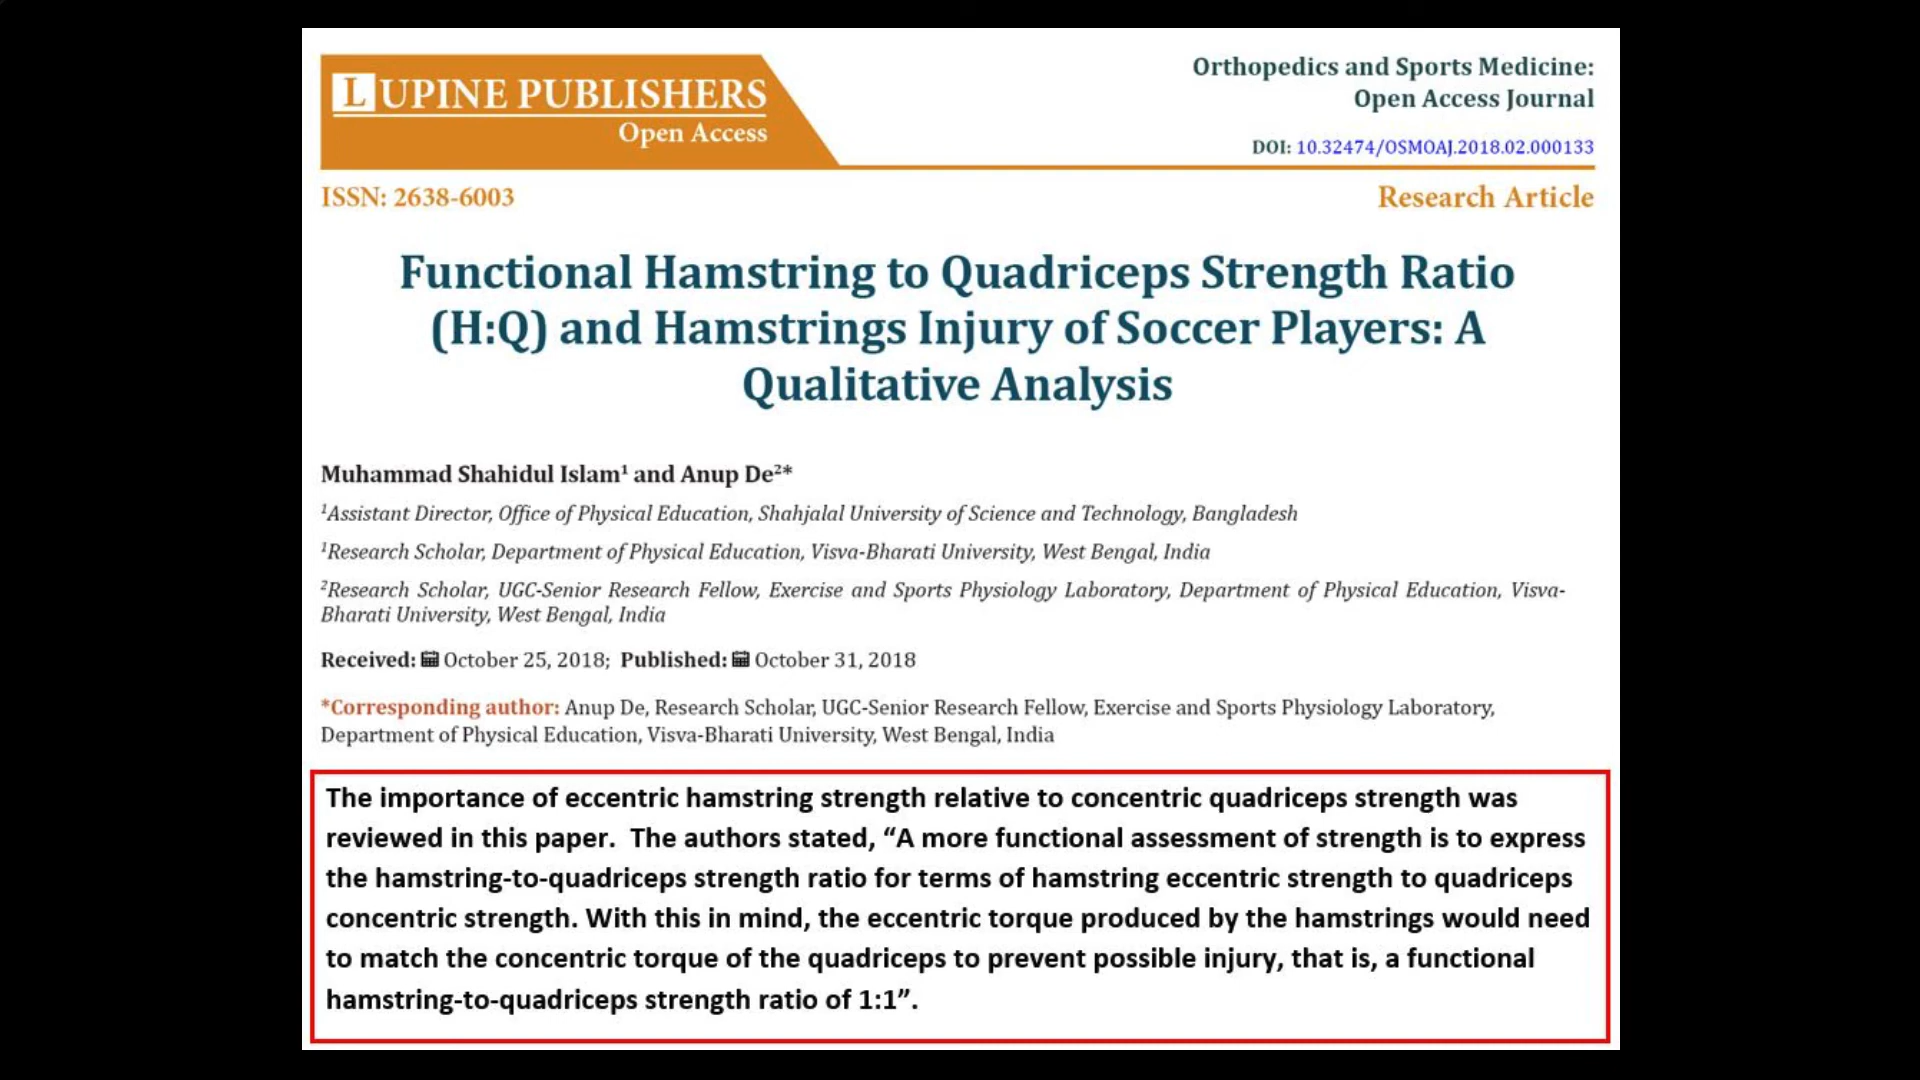 LUPINE PUBLISHERS
Open Access
Orthopedics and Sports Medicine:
Open Access Journal
DOI: 10.32474/OSMOAJ.2018.02.000133
ISSN: 2638-6003
Research Article
Functional Hamstring to Quadriceps Strength Ratio
(H:Q) and Hamstrings Injury of Soccer Players: A
Qualitative Analysis
Muhammad Shahidul Islam¹ and Anup De²*
¹Assistant Director, Office of Physical Education, Shahjalal University of Science and Technology, Bangladesh
¹Research Scholar, Department of Physical Education, Visva-Bharati University, West Bengal, India
²Research Scholar, UGC-Senior Research Fellow, Exercise and Sports Physiology Laboratory, Department of Physical Education, Visva-
Bharati University, West Bengal, India
Received: October 25, 2018; Published: October 31, 2018
*Corresponding author: Anup De, Research Scholar, UGC-Senior Research Fellow, Exercise and Sports Physiology Laboratory,
Department of Physical Education, Visva-Bharati University, West Bengal, India
The importance of eccentric hamstring strength relative to concentric quadriceps strength was
reviewed in this paper. The authors stated, “A more functional assessment of strength is to express
the hamstring-to-quadriceps strength ratio for terms of hamstring eccentric strength to quadriceps
concentric strength. With this in mind, the eccentric torque produced by the hamstrings would need
to match the concentric torque of the quadriceps to prevent possible injury, that is, a functional
hamstring-to-quadriceps strength ratio of 1:1”.